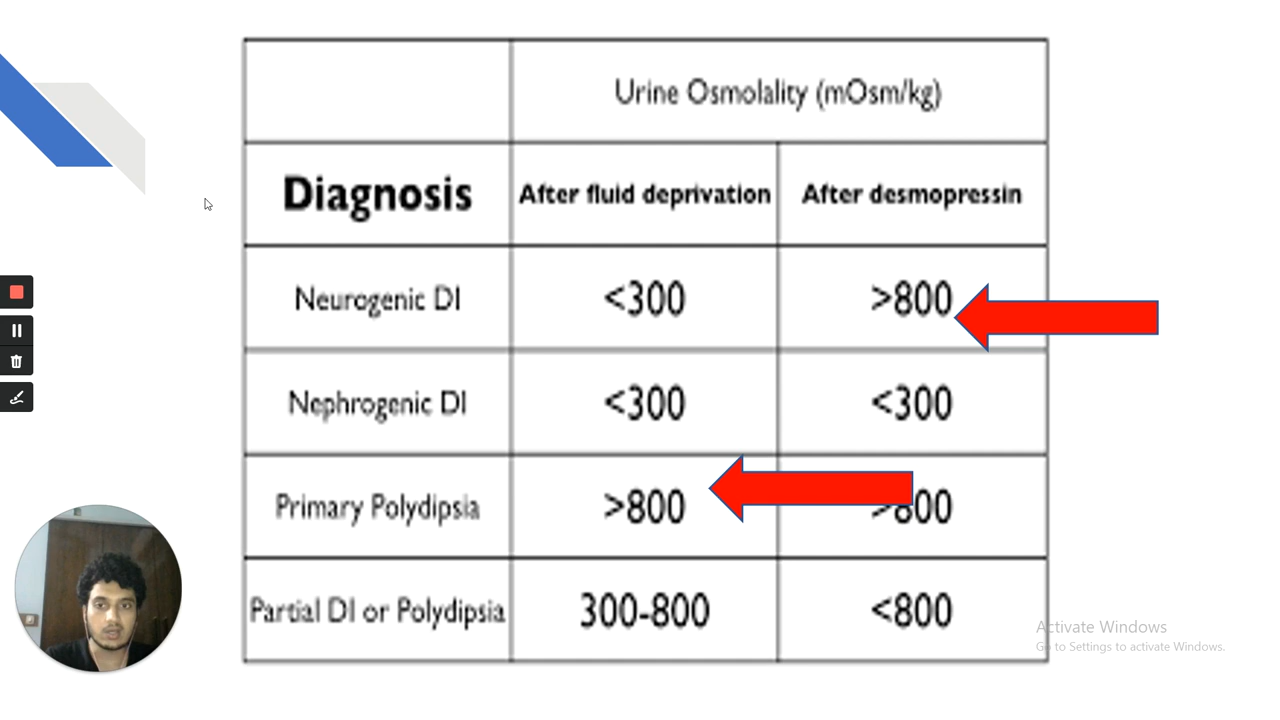 Urine Osmolality (mOsm/kg)
Diagnosis After fluid deprivation After desmopressin
Neurogenic DI <300 >800
Nephrogenic DI <300 <300
Primary Polydipsia >800 >800
Partial DI or Polydipsia 300-800 <800
Activate Windows
Go to Settings to activate Windows.